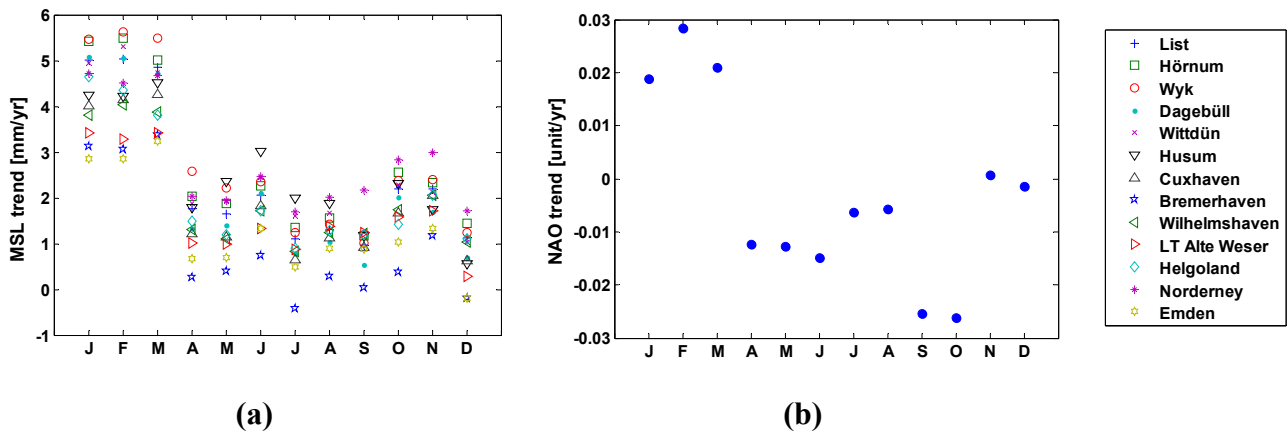 MSL trend [mm/yr]
6
5
4
3
2
1
0
-1
J F M A M J J A S O N D
(a)
NAO trend [unit/yr]
0.03
0.02
0.01
0
-0.01
-0.02
-0.03
J F M A M J J A S O N D
(b)
List
Hörnum
Wyk
Dagebüll
Wittdün
Husum
Cuxhaven
Bremerhaven
Wilhelmshaven
LT Alte Weser
Helgoland
Norderney
Emden